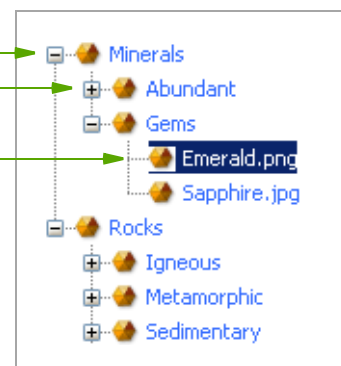 Minerals
Abundant
Gems
Emerald.png
Sapphire.jpg
Rocks
Igneous
Metamorphic
Sedimentary